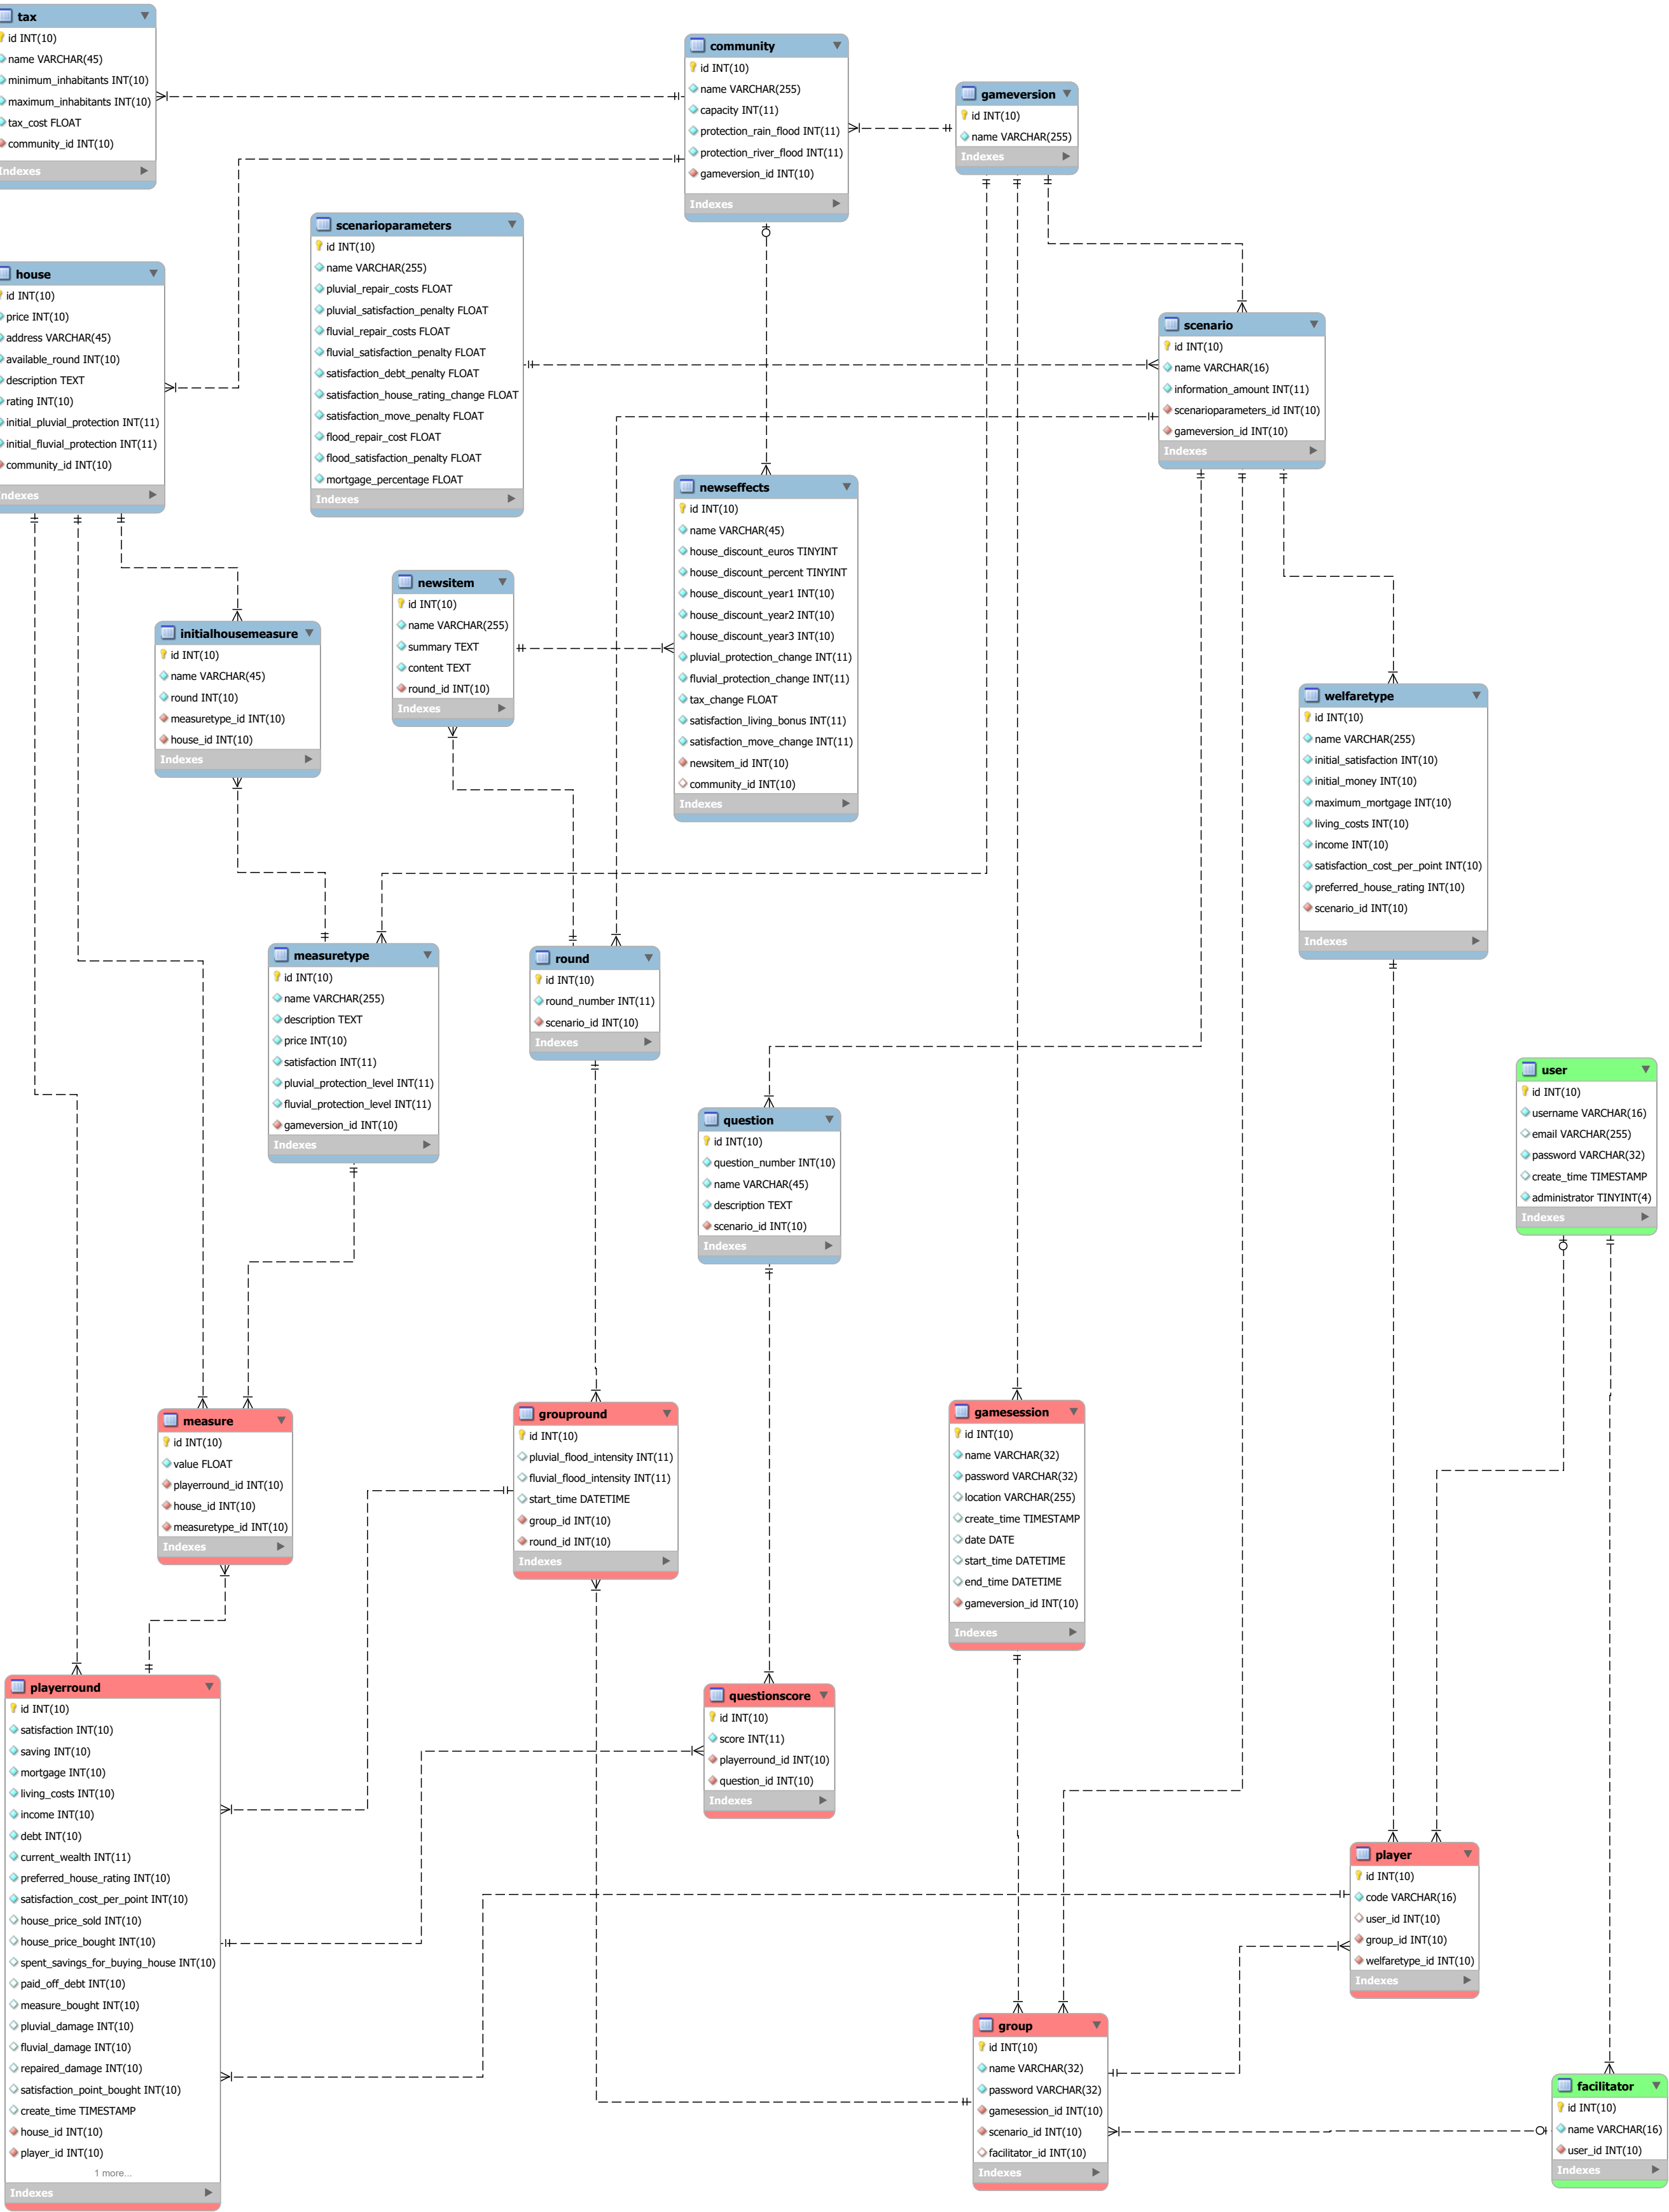 tax
id INT(10)
name VARCHAR(45)
minimum_inhabitants INT(10)
maximum_inhabitants INT(10)
tax_cost FLOAT
community_id INT(10)
Indexes
community
id INT(10)
name VARCHAR(255)
capacity INT(11)
protection_rain_flood INT(11)
protection_river_flood INT(11)
gameversion_id INT(10)
Indexes
gameversion
id INT(10)
name VARCHAR(255)
Indexes
scenarioparameters
id INT(10)
name VARCHAR(255)
pluvial_repair_costs FLOAT
pluvial_satisfaction_penalty FLOAT
fluvial_repair_costs FLOAT
fluvial_satisfaction_penalty FLOAT
satisfaction_debt_penalty FLOAT
satisfaction_house_rating_change FLOAT
satisfaction_move_penalty FLOAT
flood_repair_cost FLOAT
flood_satisfaction_penalty FLOAT
mortgage_percentage FLOAT
Indexes
house
id INT(10)
price INT(10)
address VARCHAR(45)
available_round INT(10)
description TEXT
rating INT(10)
initial_pluvial_protection INT(11)
initial_fluvial_protection INT(11)
community_id INT(10)
Indexes
scenario
id INT(10)
name VARCHAR(16)
information_amount INT(11)
scenarioparameters_id INT(10)
gameversion_id INT(10)
Indexes
newseffects
id INT(10)
name VARCHAR(45)
house_discount_euros TINYINT
house_discount_percent TINYINT
house_discount_year1 INT(10)
house_discount_year2 INT(10)
house_discount_year3 INT(10)
pluvial_protection_change INT(11)
fluvial_protection_change INT(11)
tax_change FLOAT
satisfaction_living_bonus INT(11)
satisfaction_move_change INT(11)
newsitem_id INT(10)
community_id INT(10)
Indexes
newsitem
id INT(10)
name VARCHAR(255)
summary TEXT
content TEXT
round_id INT(10)
Indexes
initialhousemeasure
id INT(10)
name VARCHAR(45)
round INT(10)
measuretype_id INT(10)
house_id INT(10)
Indexes
welfaretype
id INT(10)
name VARCHAR(255)
initial_satisfaction INT(10)
initial_money INT(10)
maximum_mortgage INT(10)
living_costs INT(10)
income INT(10)
satisfaction_cost_per_point INT(10)
preferred_house_rating INT(10)
scenario_id INT(10)
Indexes
measuretype
id INT(10)
name VARCHAR(255)
description TEXT
price INT(10)
satisfaction INT(11)
pluvial_protection_level INT(11)
fluvial_protection_level INT(11)
gameversion_id INT(10)
Indexes
round
id INT(10)
round_number INT(11)
scenario_id INT(10)
Indexes
question
id INT(10)
question_number INT(10)
name VARCHAR(45)
description TEXT
scenario_id INT(10)
Indexes
user
id INT(10)
username VARCHAR(16)
email VARCHAR(255)
password VARCHAR(32)
create_time TIMESTAMP
administrator TINYINT(4)
Indexes
measure
id INT(10)
value FLOAT
playerround_id INT(10)
house_id INT(10)
measuretype_id INT(10)
Indexes
groupround
id INT(10)
pluvial_flood_intensity INT(11)
fluvial_flood_intensity INT(11)
start_time DATETIME
group_id INT(10)
round_id INT(10)
Indexes
gamesession
id INT(10)
name VARCHAR(32)
password VARCHAR(32)
location VARCHAR(255)
create_time TIMESTAMP
date DATE
start_time DATETIME
end_time DATETIME
gameversion_id INT(10)
Indexes
playerround
id INT(10)
satisfaction INT(10)
saving INT(10)
mortgage INT(10)
living_costs INT(10)
income INT(10)
debt INT(10)
current_wealth INT(11)
preferred_house_rating INT(10)
satisfaction_cost_per_point INT(10)
house_price_sold INT(10)
house_price_bought INT(10)
spent_savings_for_buying_house INT(10)
paid_off_debt INT(10)
measure_bought INT(10)
pluvial_damage INT(10)
fluvial_damage INT(10)
repaired_damage INT(10)
satisfaction_point_bought INT(10)
create_time TIMESTAMP
house_id INT(10)
player_id INT(10)
1 more...
Indexes
questionscore
id INT(10)
score INT(11)
playerround_id INT(10)
question_id INT(10)
Indexes
player
id INT(10)
code VARCHAR(16)
user_id INT(10)
group_id INT(10)
welfaretype_id INT(10)
Indexes
group
id INT(10)
name VARCHAR(32)
password VARCHAR(32)
gamesession_id INT(10)
scenario_id INT(10)
facilitator_id INT(10)
Indexes
facilitator
id INT(10)
name VARCHAR(16)
user_id INT(10)
Indexes